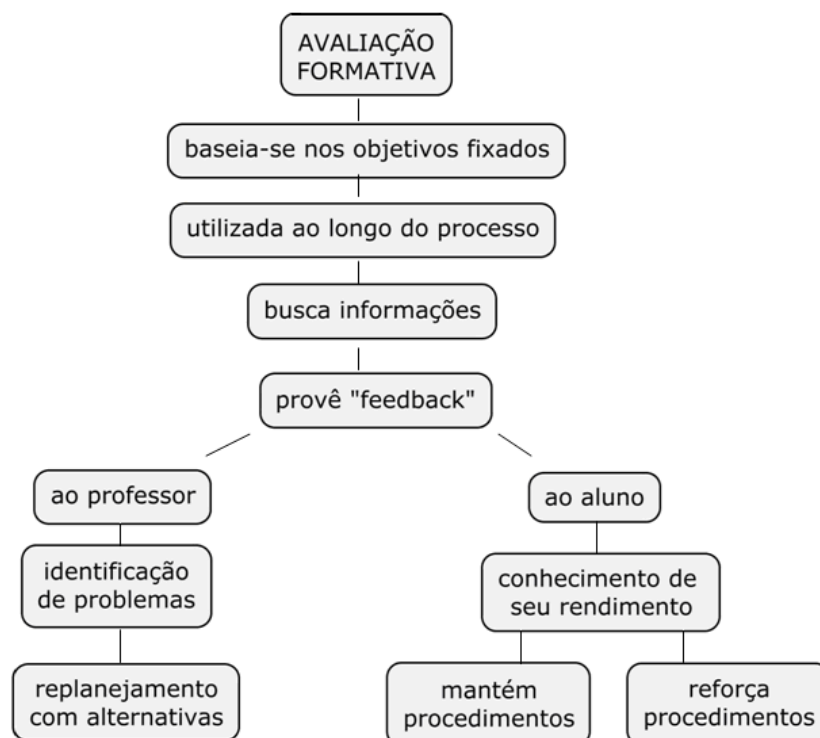 AVALIAÇÃO
FORMATIVA
baseia-se nos objetivos fixados
utilizada ao longo do processo
busca informações
provê "feedback"
ao professor
ao aluno
identificação
de problemas
conhecimento de
seu rendimento
replanejamento
com alternativas
mantém
procedimentos
reforça
procedimentos